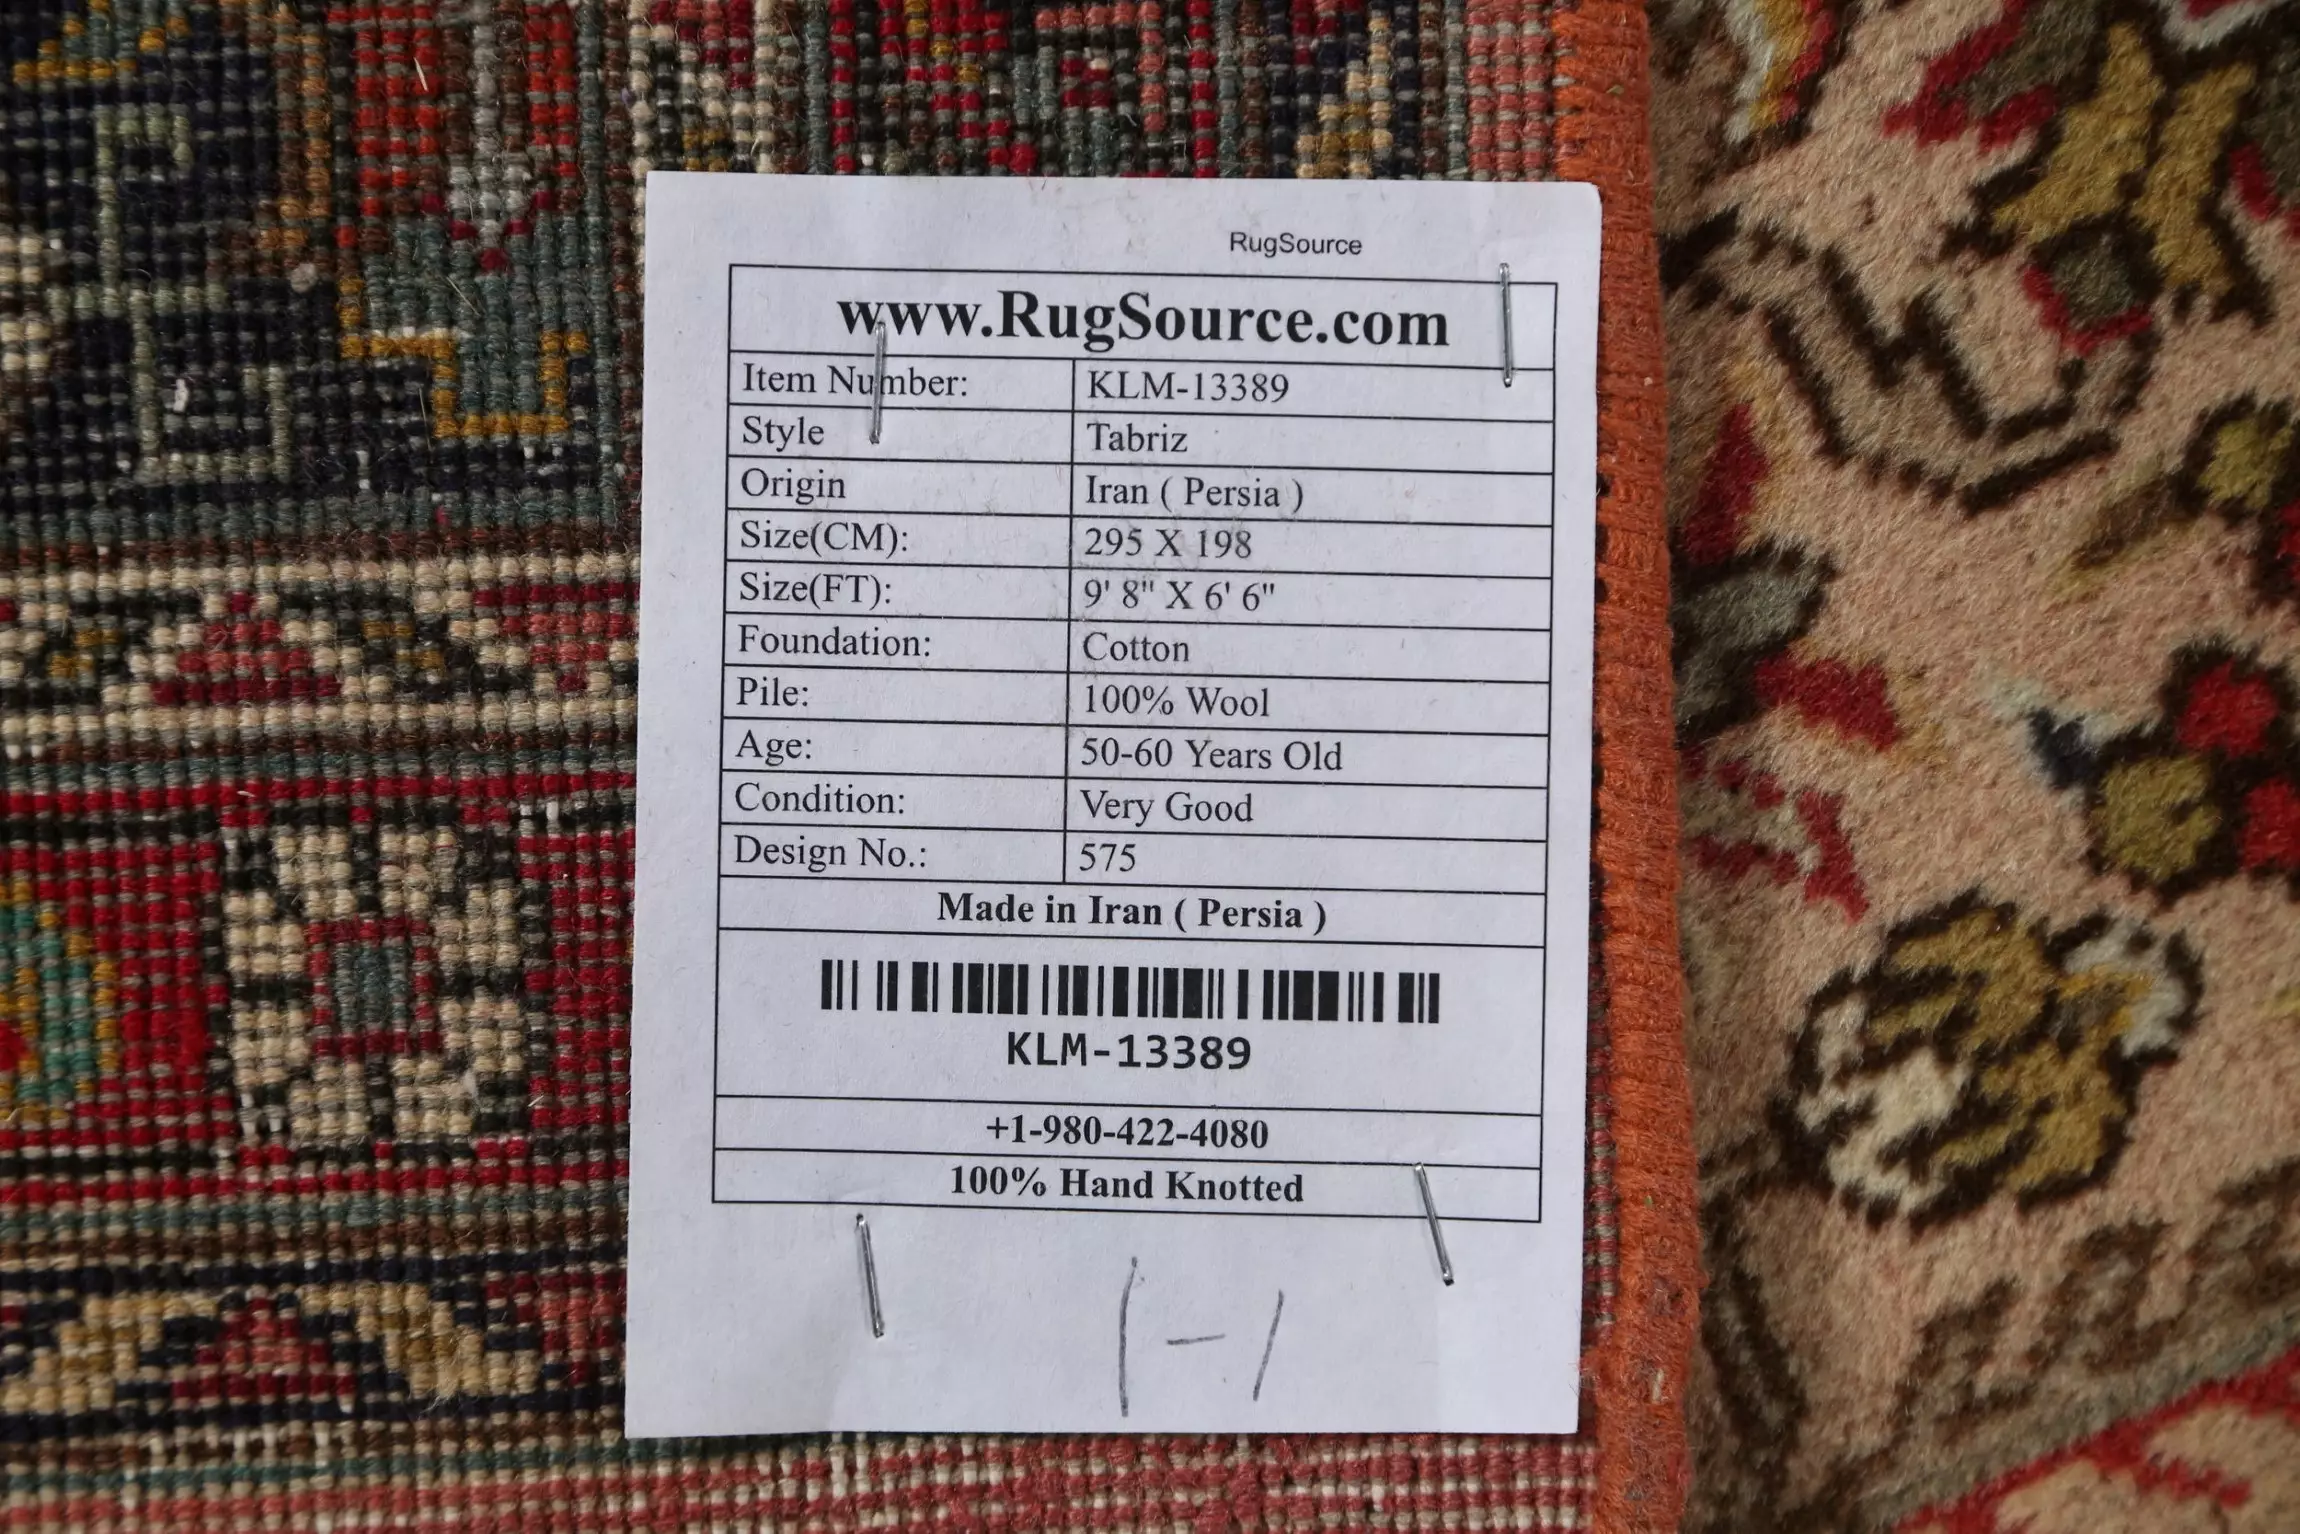 RugSource
www.RugSource.com
Item Number: KLM-13389
Style Tabriz
Origin Iran ( Persia )
Size(CM): 295 X 198
Size(FT): 9' 8" X 6' 6"
Foundation: Cotton
Pile: 100% Wool
Age: 50-60 Years Old
Condition: Very Good
Design No.: 575
Made in Iran ( Persia )
KLM-13389
+1-980-422-4080
100% Hand Knotted
1-1